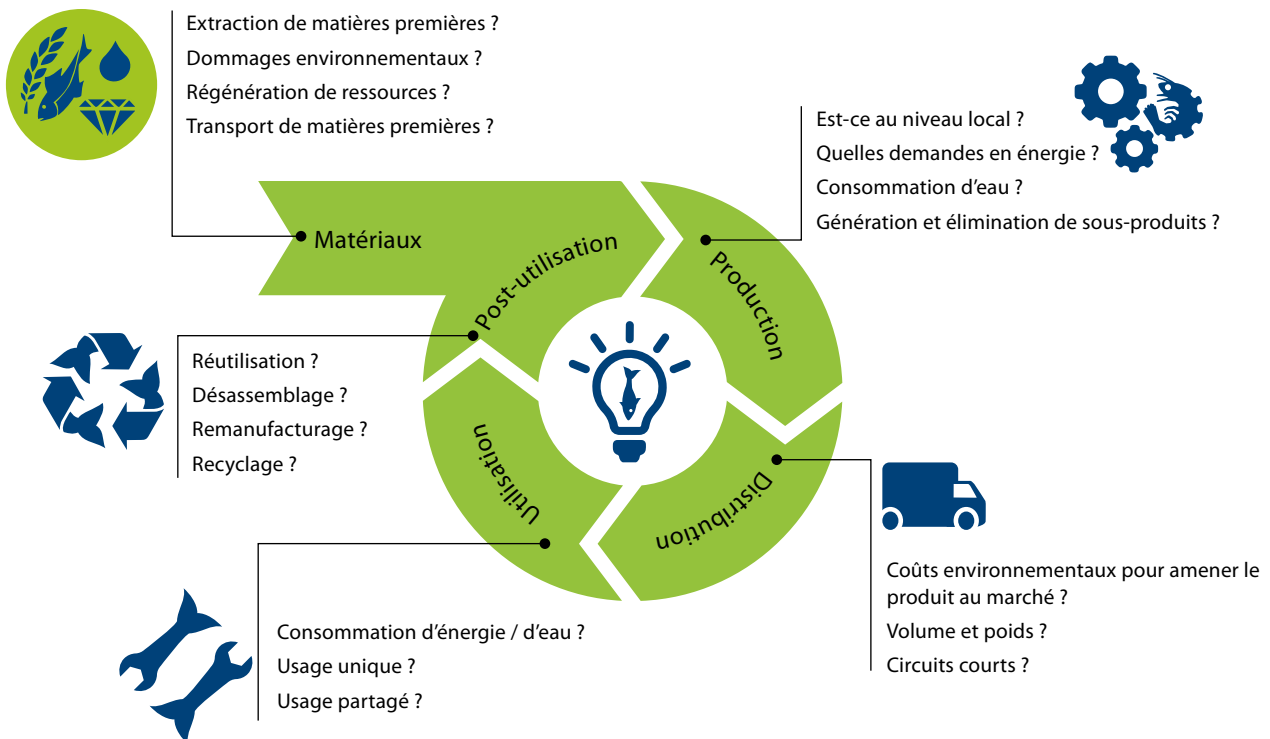 Extraction de matières premières ?
Dommages environnementaux ?
Régénération de ressources ?
Transport de matières premières ?
Est-ce au niveau local ?
Quelles demandes en énergie ?
Consommation d'eau ?
Génération et élimination de sous-produits ?
Matériaux
Post-utilisation
Production
Réutilisation ?
Désassemblage ?
Remanufacturage ?
Recyclage ?
Utilisation
Distribution
Coûts environnementaux pour amener le
produit au marché ?
Volume et poids ?
Circuits courts ?
Consommation d'énergie / d'eau ?
Usage unique ?
Usage partagé ?